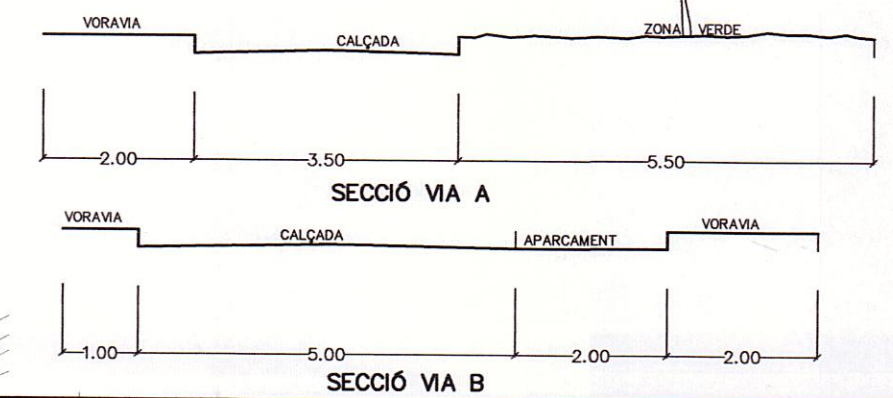 VORAVIA
CALÇADA
ZONA VERDE
2.00 3.50 5.50
SECCIÓ VIA A
VORAVIA
CALÇADA
APARCAMENT
VORAVIA
1.00 5.00 2.00 2.00
SECCIÓ VIA B